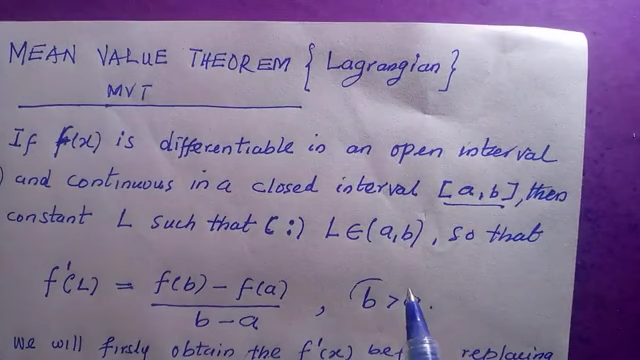 MEAN VALUE THEOREM { Lagrangian }
MVT
If f(x) is differentiable in an open interval
) and continuous in a closed interval [a,b], then
constant L such that (:) L∈(a,b), so that
f'(L) = f(b) - f(a) / b - a , (b >
We will firstly obtain the f'(x) replacing